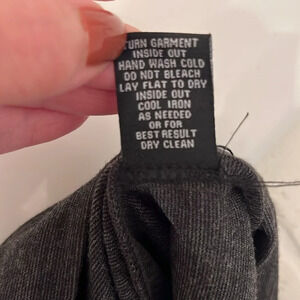 TURN GARMENT
INSIDE OUT
HAND WASH COLD
DO NOT BLEACH
LAY FLAT TO DRY
INSIDE OUT
COOL IRON
AS NEEDED
OR FOR
BEST RESULT
DRY CLEAN